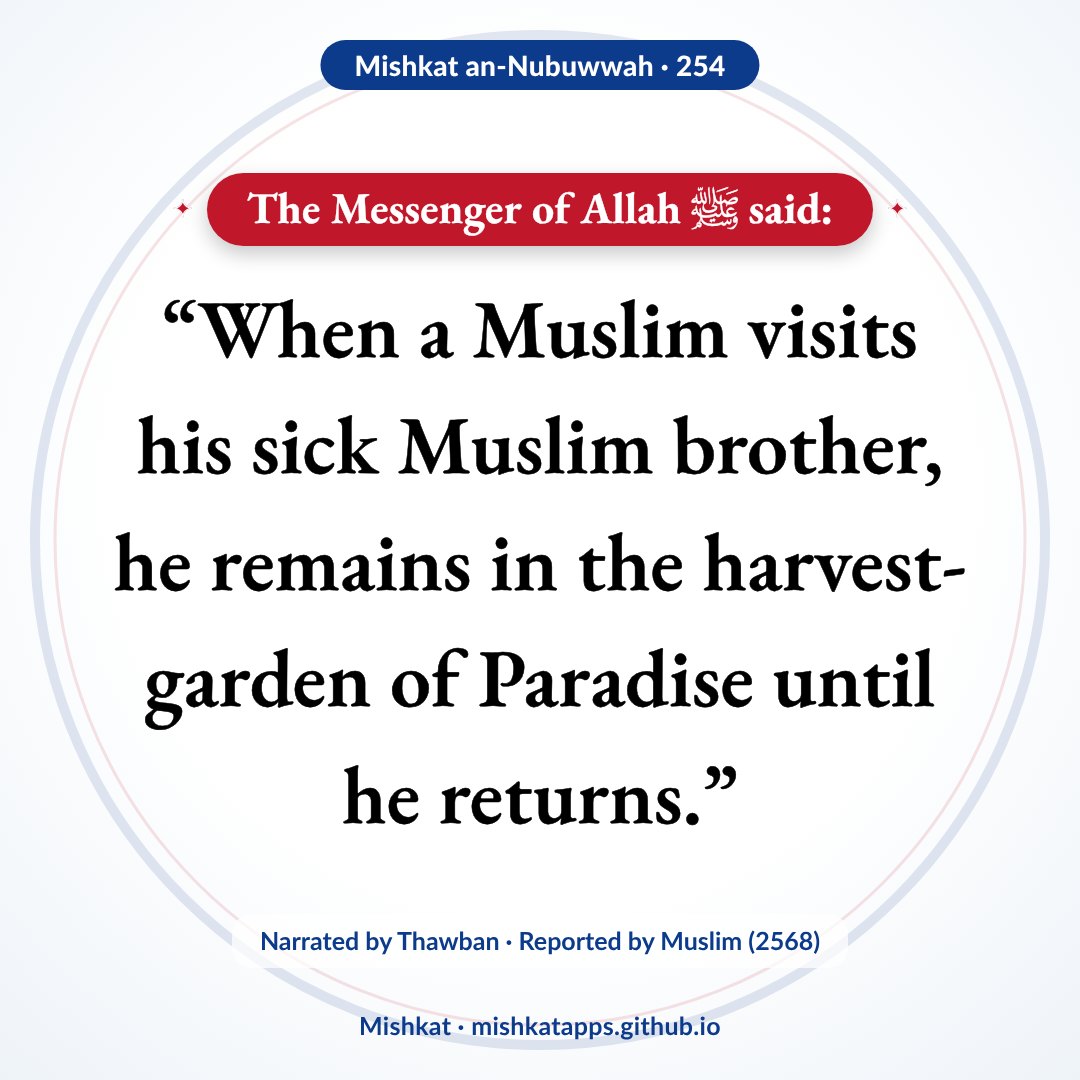 Mishkat an-Nubuwwah · 254
The Messenger of Allah ﷺ said:
“When a Muslim visits
his sick Muslim brother,
he remains in the harvest-
garden of Paradise until
he returns.”
Narrated by Thawban · Reported by Muslim (2568)
Mishkat · mishkatapps.github.io